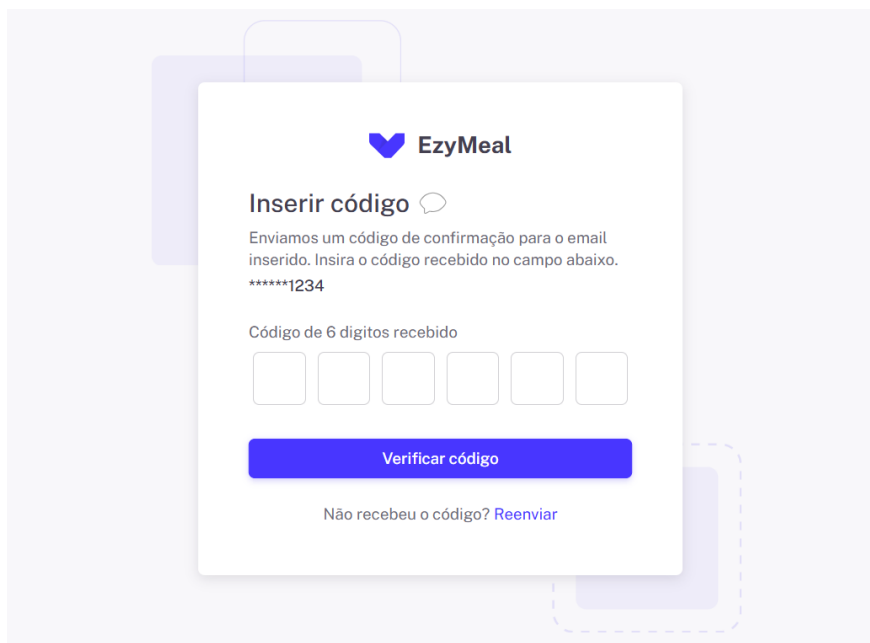 EzyMeal
Inserir código
Enviamos um código de confirmação para o email
inserido. Insira o código recebido no campo abaixo.
******1234
Código de 6 digitos recebido
Verificar código
Não recebeu o código? Reenviar